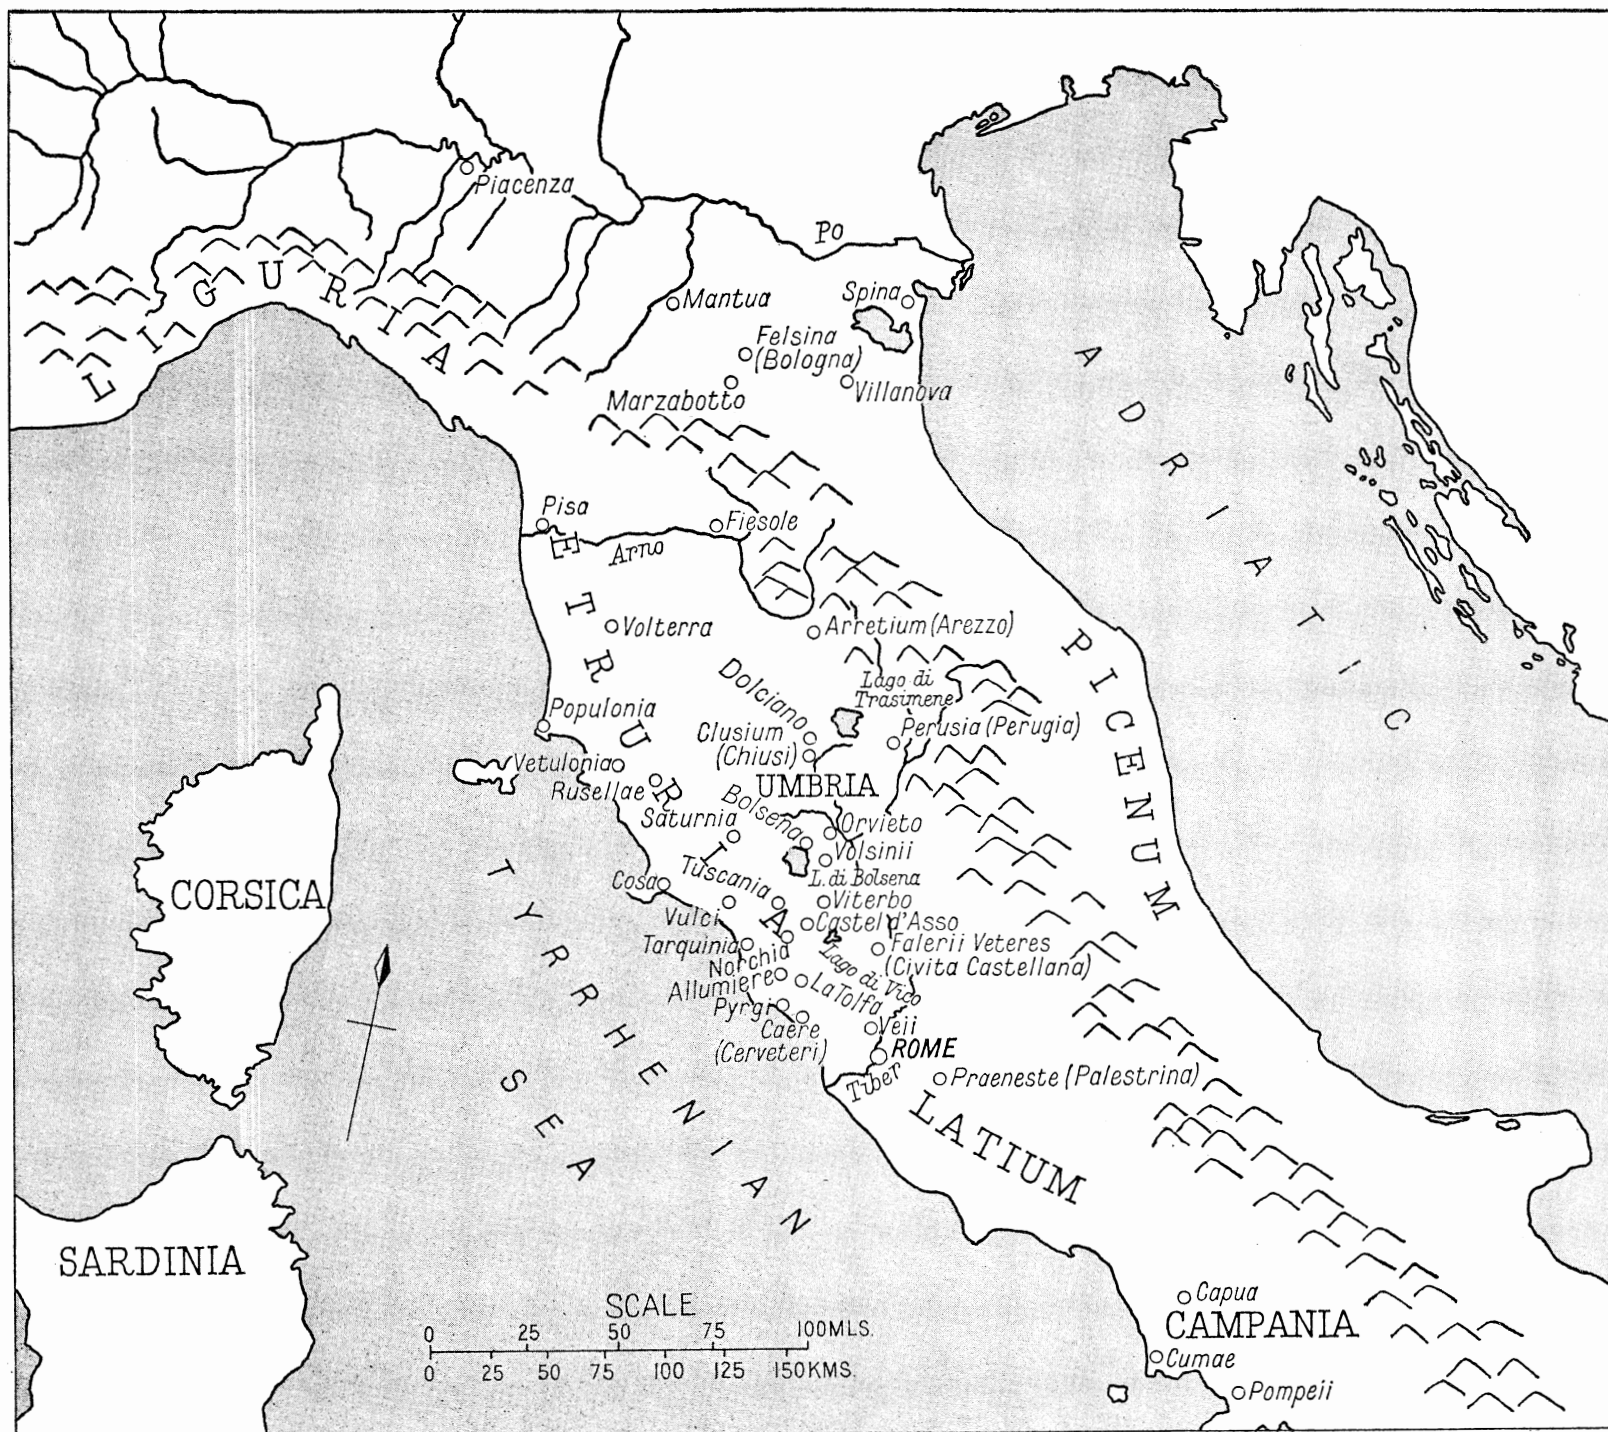 Piacenza
Po
LIGURIA
Mantua
Spina
Felsina
(Bologna)
Villanova
Marzabotto
ADRIATIC
Pisa
Fiesole
Arno
ETRURIA
Volterra
Arretium (Arezzo)
PICENUM
Lago di
Trasimene
Dolciano
Populonia
Clusium
(Chiusi)
Perusia (Perugia)
Vetulonia
Rusellae
UMBRIA
Bolsena
Saturnia
Orvieto
Volsinii
Tuscania
L. di Bolsena
Cosa
CORSICA
Viterbo
Vulci
Castel d'Asso
Tarquinia
Falerii Veteres
(Civita Castellana)
Norchia
Lago di Vico
Allumiere
La Tolfa
Pyrgi
Caere
(Cerveteri)
Veii
ROME
Tiber
Praeneste (Palestrina)
LATIUM
TYRRHENIAN
SEA
SARDINIA
Capua
CAMPANIA
Cumae
Pompeii
SCALE
0 25 50 75 100MLS.
0 25 50 75 100 125 150KMS.